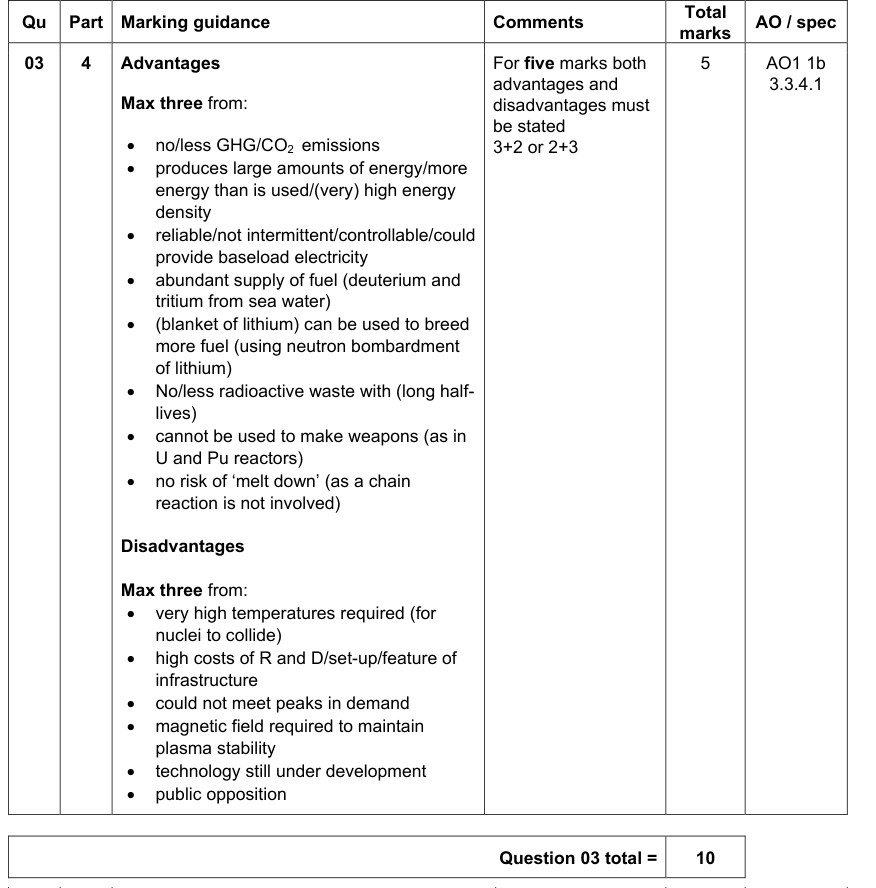 Qu Part Marking guidance Comments Total marks AO / spec
03 4 Advantages For five marks both 5 AO1 1b
advantages and 3.3.4.1
Max three from: disadvantages must
be stated
• no/less GHG/CO₂ emissions 3+2 or 2+3
• produces large amounts of energy/more
energy than is used/(very) high energy
density
• reliable/not intermittent/controllable/could
provide baseload electricity
• abundant supply of fuel (deuterium and
tritium from sea water)
• (blanket of lithium) can be used to breed
more fuel (using neutron bombardment
of lithium)
• No/less radioactive waste with (long half-
lives)
• cannot be used to make weapons (as in
U and Pu reactors)
• no risk of ‘melt down’ (as a chain
reaction is not involved)
Disadvantages
Max three from:
• very high temperatures required (for
nuclei to collide)
• high costs of R and D/set-up/feature of
infrastructure
• could not meet peaks in demand
• magnetic field required to maintain
plasma stability
• technology still under development
• public opposition
Question 03 total = 10